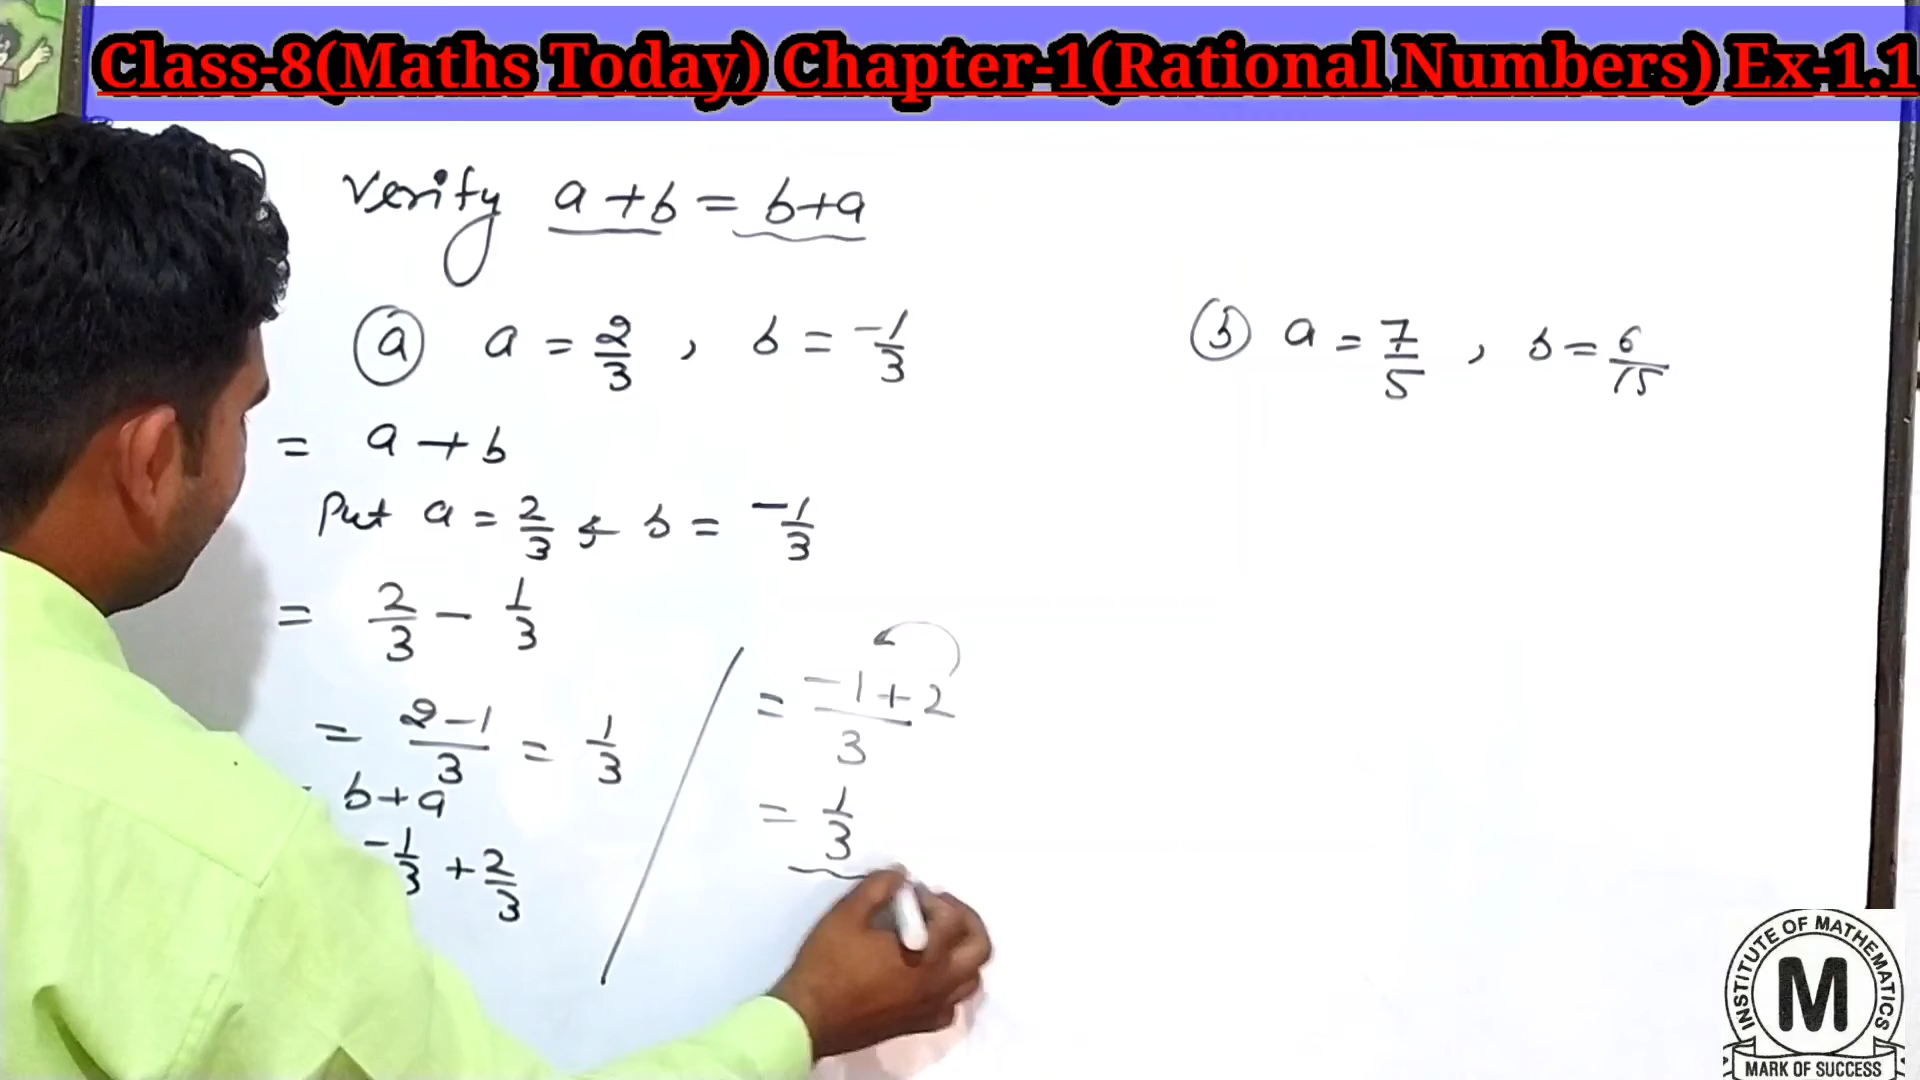 Class-8(Maths Today) Chapter-1(Rational Numbers) Ex-1.1
Verify a+b = b+a
(a) a = 2/3 , b = -1/3
= a+b
Put a = 2/3 & b = -1/3
= 2/3 - 1/3
= (2-1)/3 = 1/3
b+a
-1/3 + 2/3
= (-1+2)/3
= 1/3
(b) a = 7/5 , b = 6/15
INSTITUTE OF MATHEMATICS
M
MARK OF SUCCESS